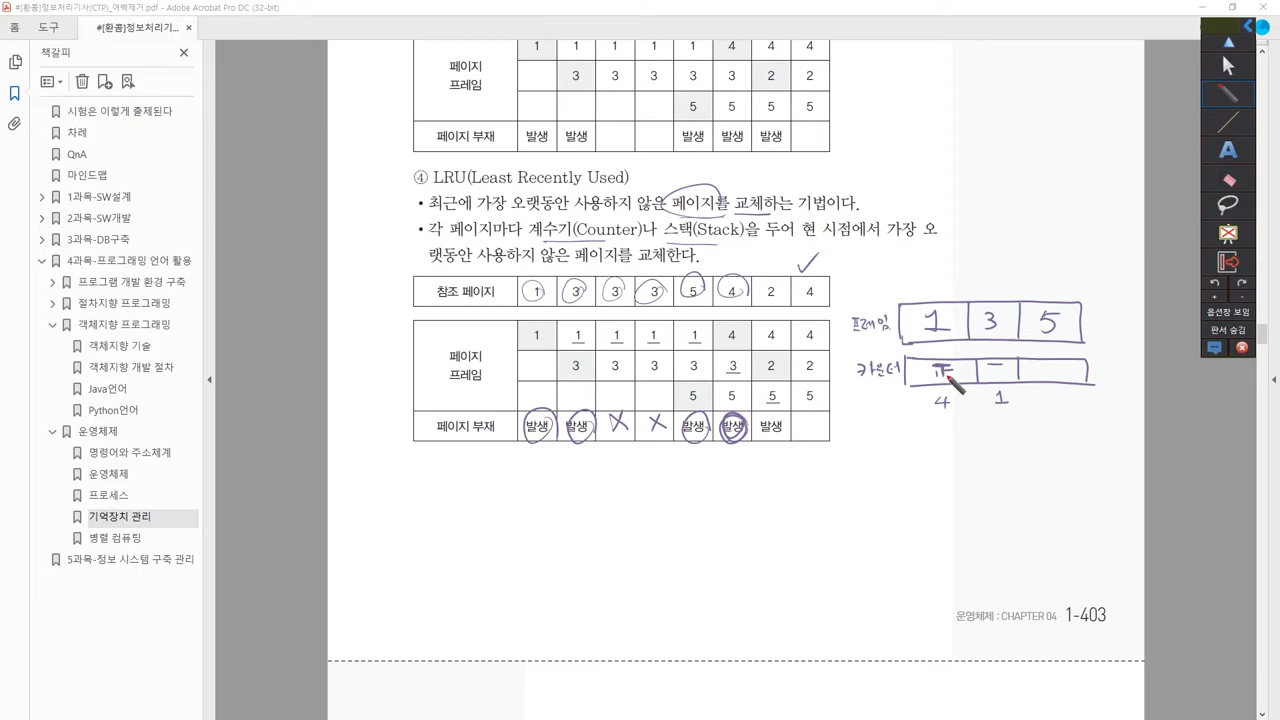 #[환콤]정보처리기사(CTP)_여백제거.pdf - Adobe Acrobat Pro DC (32-bit)
홈 도구 #[환콤]정보처리기... ×
책갈피 ×
시험은 이렇게 출제된다
차례
QnA
마인드맵
1과목-SW설계
2과목-SW개발
3과목-DB구축
4과목-프로그래밍 언어 활용
프로그램 개발 환경 구축
절차지향 프로그래밍
객체지향 프로그래밍
객체지향 기술
객체지향 개발 절차
Java언어
Python언어
운영체제
명령어와 주소체계
운영체제
프로세스
기억장치 관리
병렬 컴퓨팅
5과목-정보 시스템 구축 관리
페이지 프레임 1 1 1 1 1 4 4 4
3 3 3 3 3 2 2
5 5 5 5
페이지 부재 발생 발생 발생 발생 발생
④ LRU(Least Recently Used)
• 최근에 가장 오랫동안 사용하지 않은 페이지를 교체하는 기법이다.
• 각 페이지마다 계수기(Counter)나 스택(Stack)을 두어 현 시점에서 가장 오
랫동안 사용하지 않은 페이지를 교체한다.
참조 페이지 1 3 3 3 5 4 2 4
페이지 프레임 1 1 1 1 1 4 4 4
3 3 3 3 3 2 2
5 5 5 5
페이지 부재 발생 발생 X X 발생 발생 발생
프레임 1 3 5
카운터
4 1
운영체제 : CHAPTER 04 1-403
A
옵션창 보임
판서 숨김